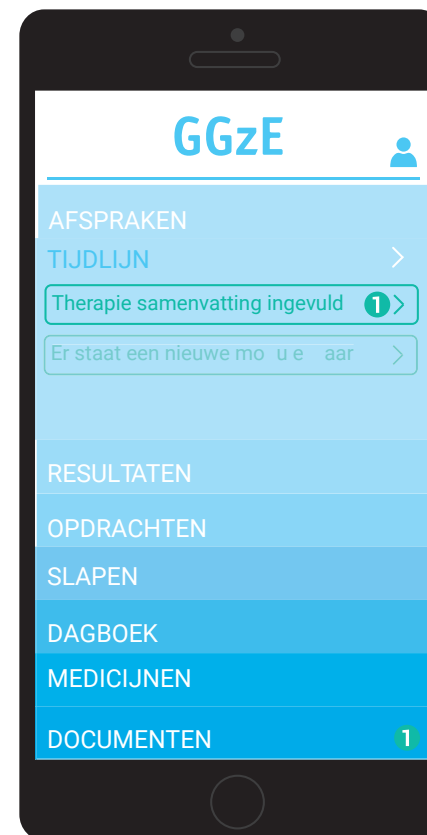 GGzE
AFSPRAKEN
TIJDLIJN
Therapie samenvatting ingevuld 1
Er staat een nieuwe
RESULTATEN
OPDRACHTEN
SLAPEN
DAGBOEK
MEDICIJNEN
DOCUMENTEN 1